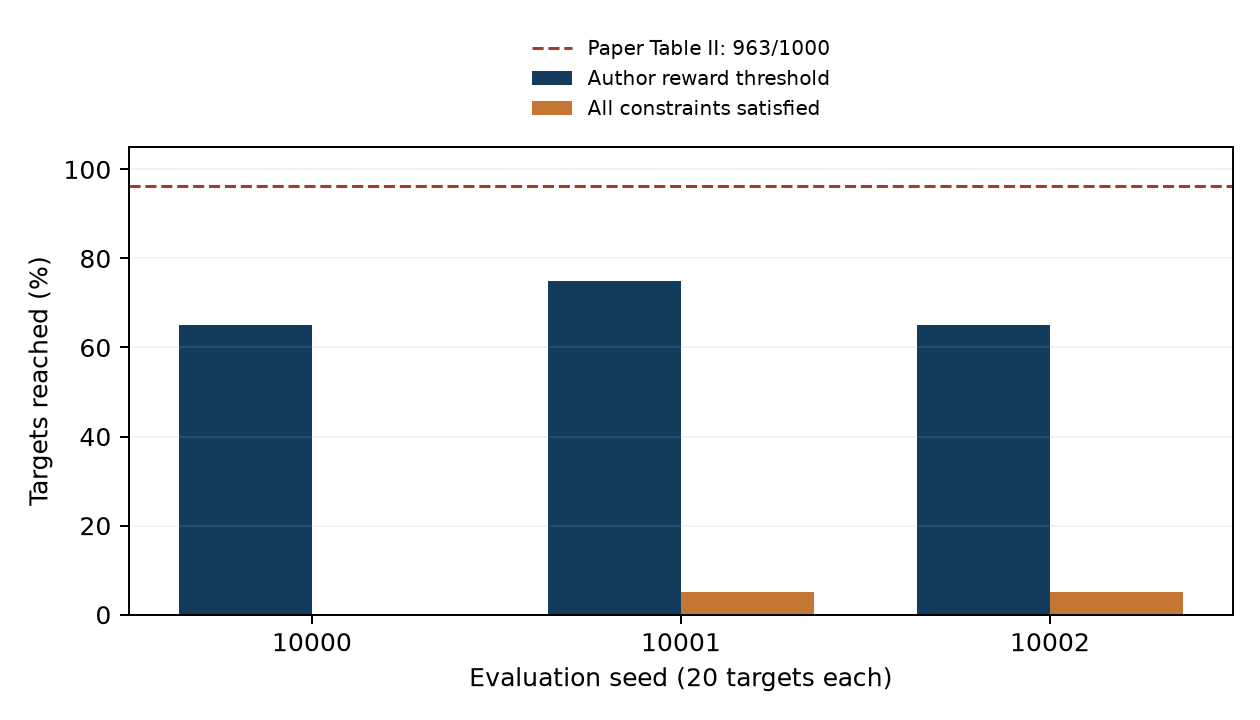 Paper Table II: 963/1000
Author reward threshold
All constraints satisfied
100
80
60
40
20
0
Targets reached (%)
10000 10001 10002
Evaluation seed (20 targets each)